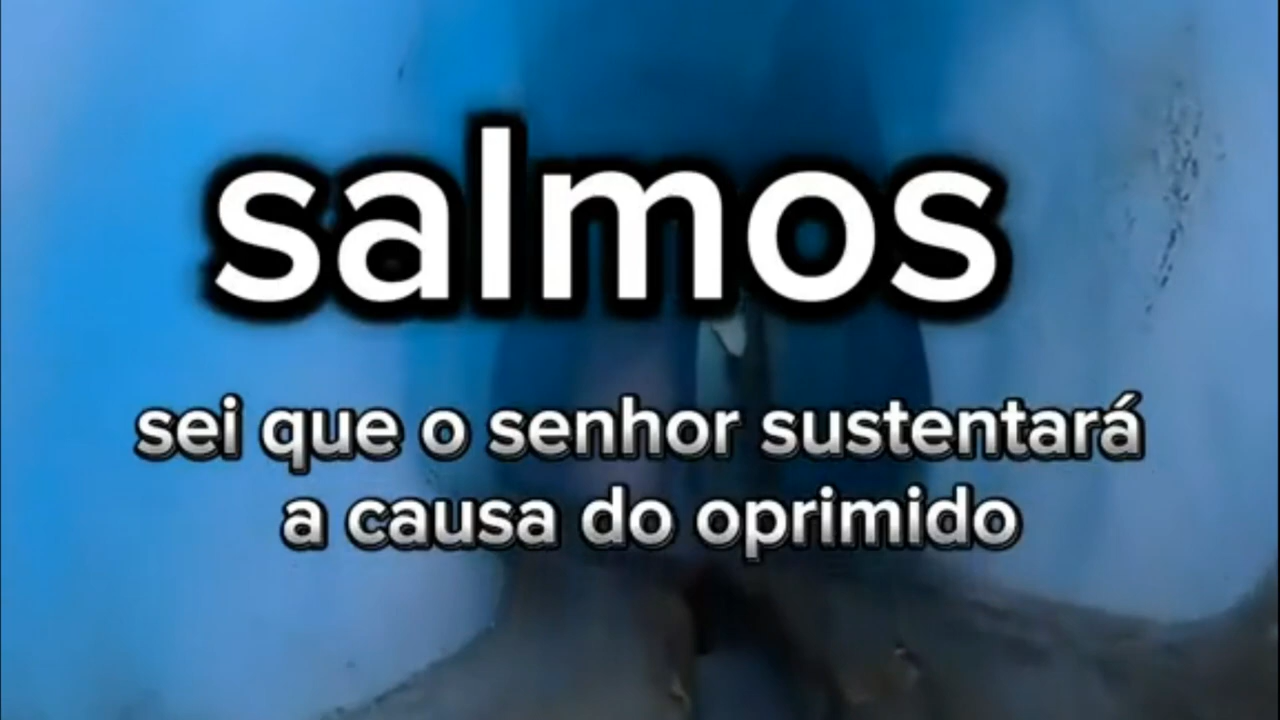 salmos
sei que o senhor sustentará
a causa do oprimido